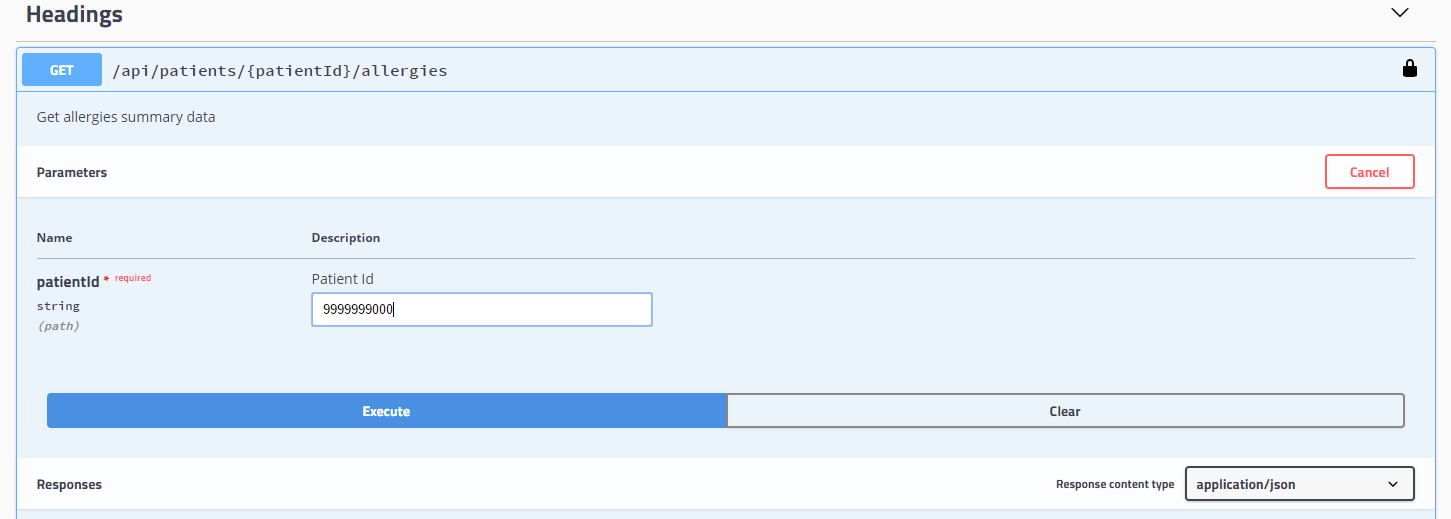 Headings
GET /api/patients/{patientId}/allergies
Get allergies summary data
Parameters Cancel
Name Description
patientId * required Patient Id
string 9999999000
(path)
Execute Clear
Responses Response content type application/json